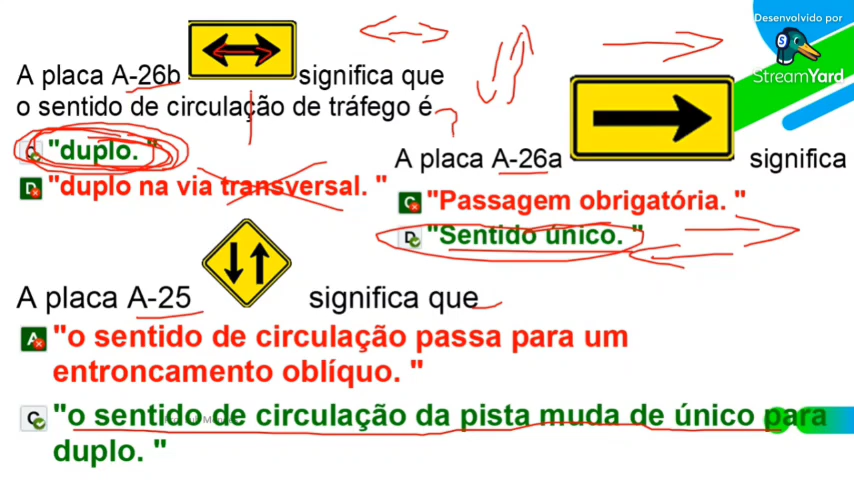 Desenvolvido por
StreamYard
A placa A-26b significa que
o sentido de circulação de tráfego é
?
C "duplo. "
D "duplo na via transversal. "
A placa A-26a significa
C "Passagem obrigatória. "
D "Sentido único. "
A placa A-25 significa que
A "o sentido de circulação passa para um
entroncamento oblíquo. "
C "o sentido de circulação da pista muda de único para
duplo. "